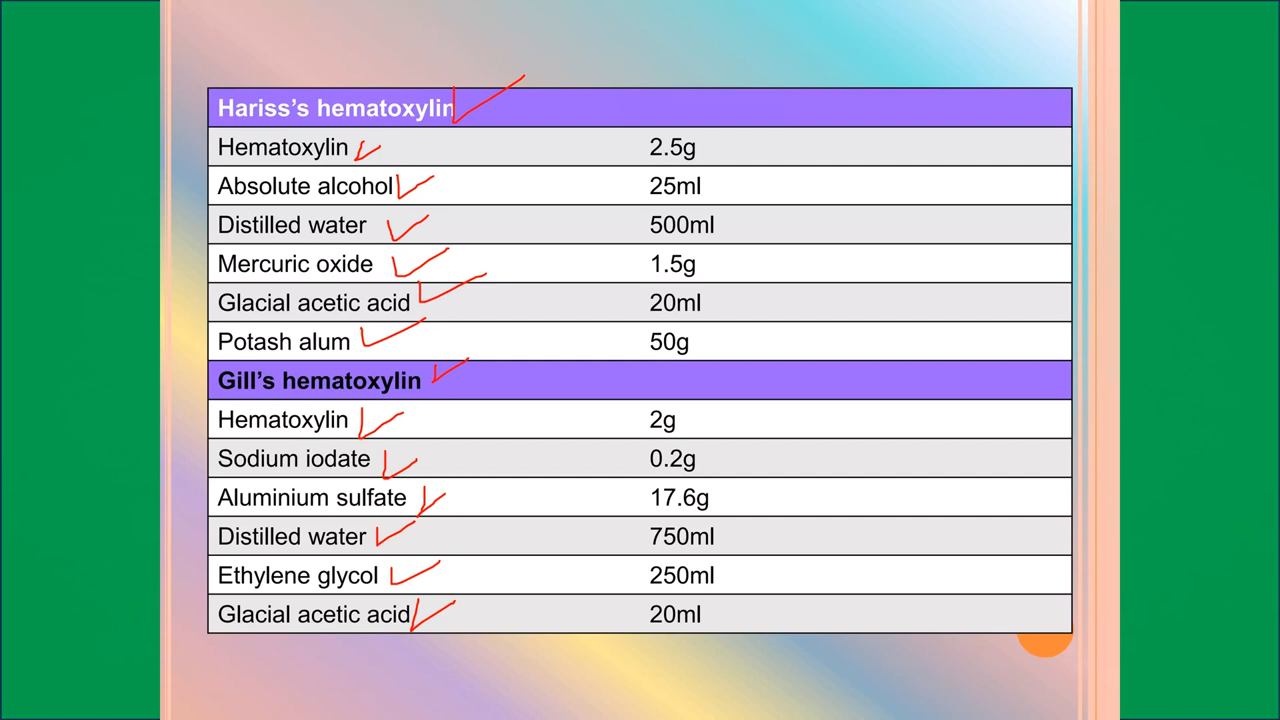 Hariss's hematoxylin
Hematoxylin 2.5g
Absolute alcohol 25ml
Distilled water 500ml
Mercuric oxide 1.5g
Glacial acetic acid 20ml
Potash alum 50g
Gill's hematoxylin
Hematoxylin 2g
Sodium iodate 0.2g
Aluminium sulfate 17.6g
Distilled water 750ml
Ethylene glycol 250ml
Glacial acetic acid 20ml